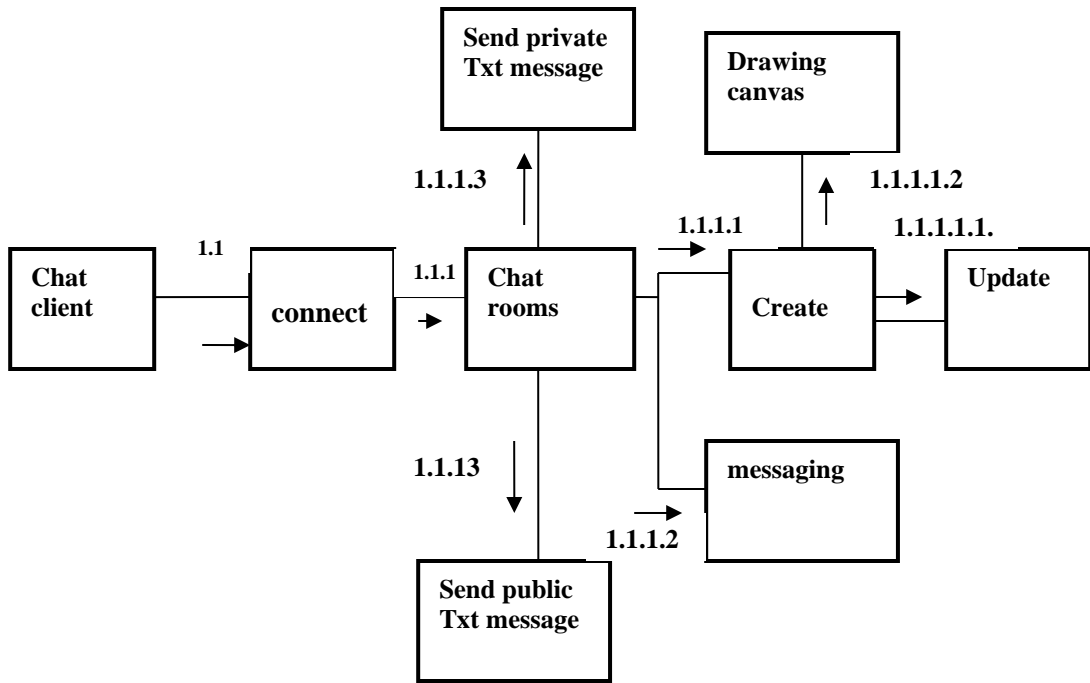 Send private
Txt message
Drawing
canvas
1.1.1.3
1.1.1.1.2
1.1
1.1.1
1.1.1.1
1.1.1.1.1.
Chat
client
connect
Chat
rooms
Create
Update
1.1.13
messaging
1.1.1.2
Send public
Txt message